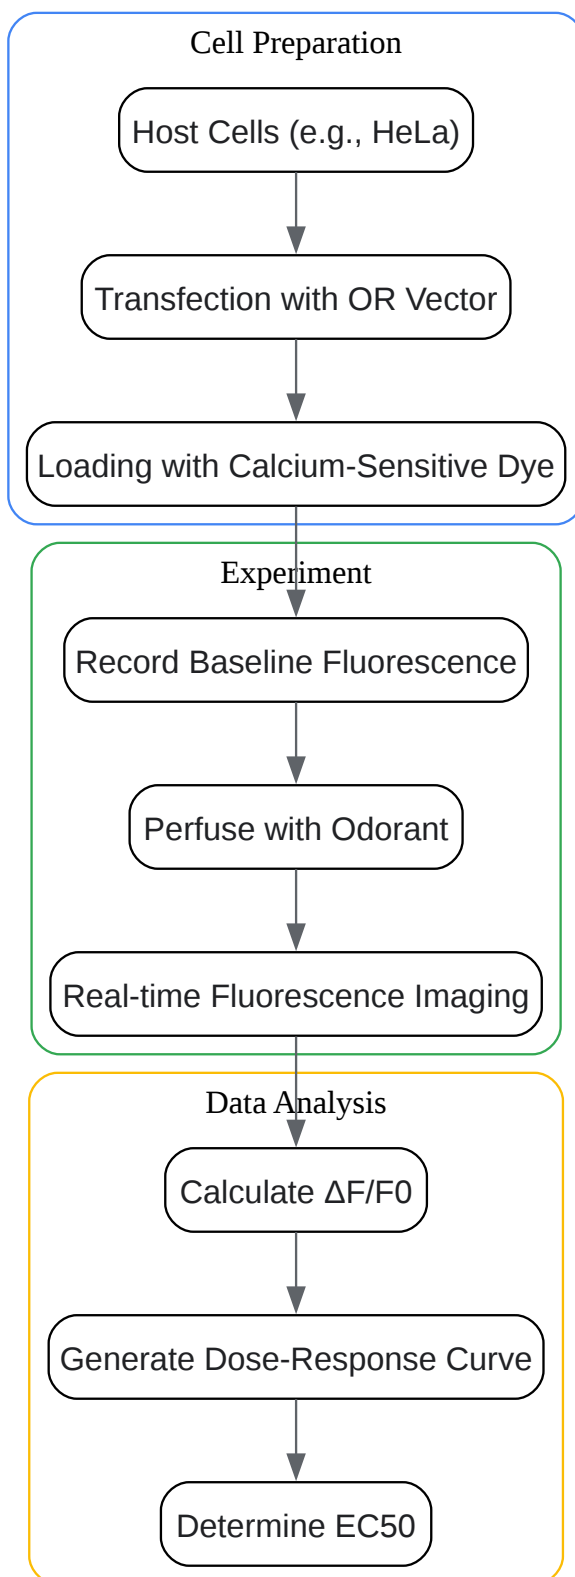 Cell Preparation
Host Cells (e.g., HeLa)
Transfection with OR Vector
Loading with Calcium-Sensitive Dye
Experiment
Record Baseline Fluorescence
Perfuse with Odorant
Real-time Fluorescence Imaging
Data Analysis
Calculate ΔF/F0
Generate Dose-Response Curve
Determine EC50